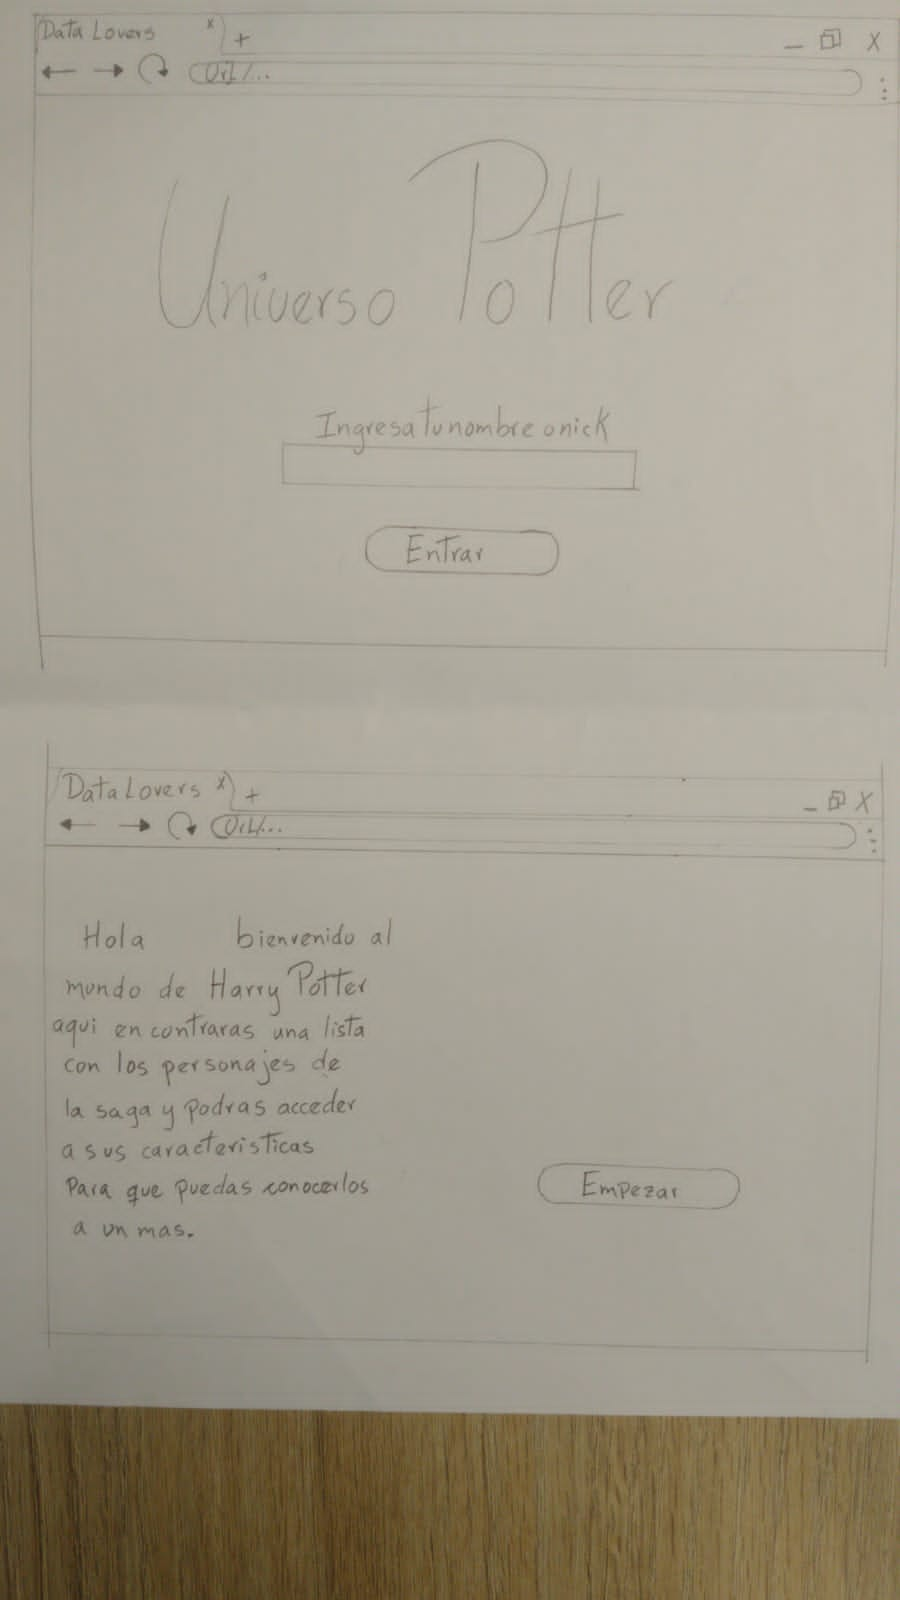 Data Lovers x +
_ X
Url/...
Universo Potter
Ingresa tu nombre o nick
Entrar
Data Lovers x +
_ X
Url/...
Hola bienvenido al
mundo de Harry Potter
aqui en contraras una lista
con los personajes de
la saga y podras acceder
a sus caracteristicas
Para que puedas conocerlos
a un mas.
Empezar